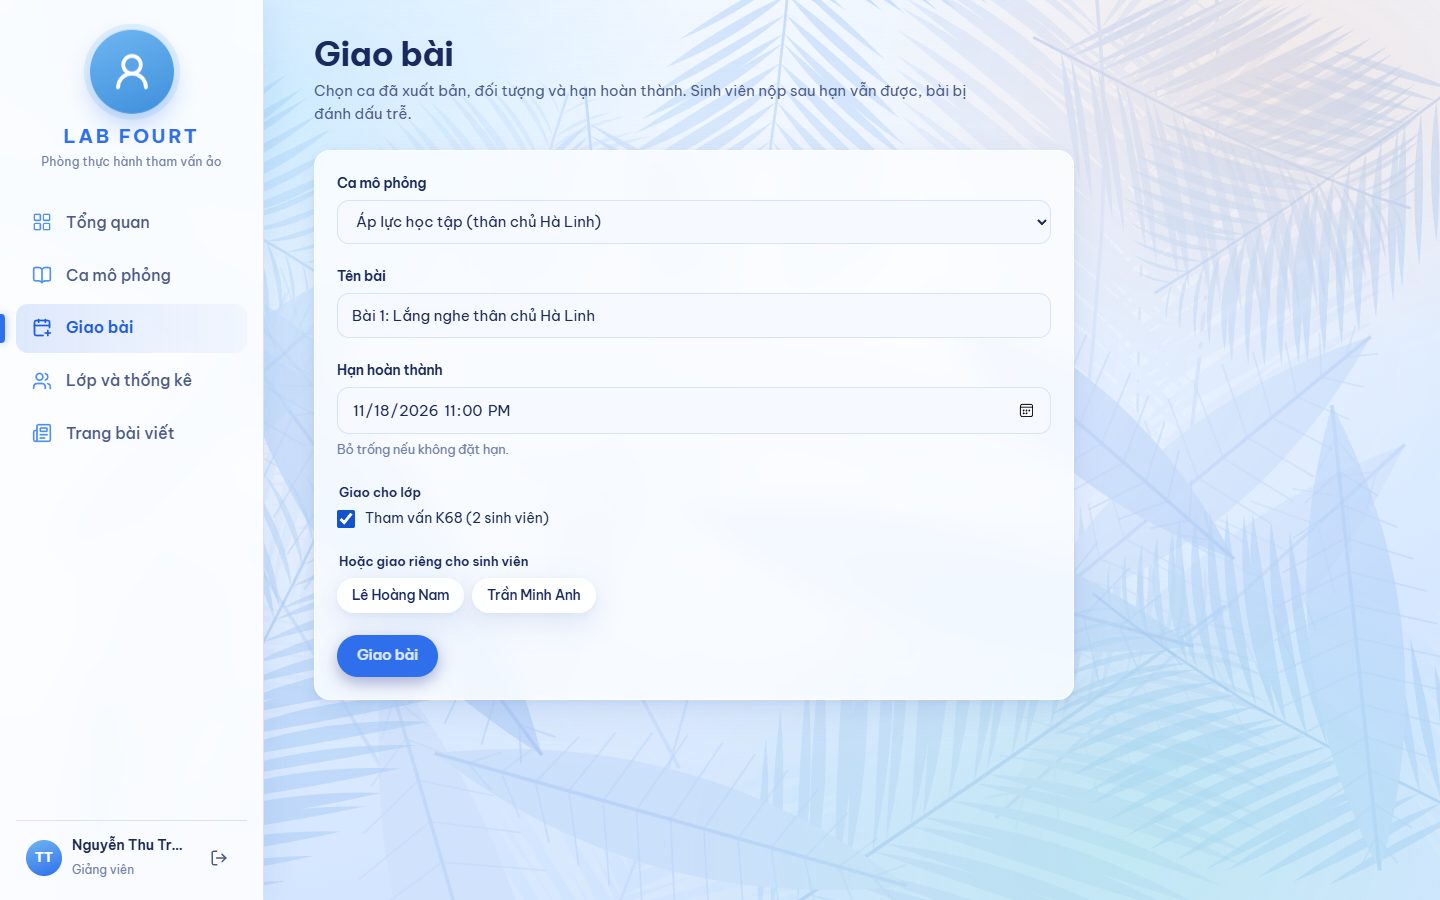 LAB FOURT
Phòng thực hành tham vấn ảo
Tổng quan
Ca mô phỏng
Giao bài
Lớp và thống kê
Trang bài viết
TT
Nguyễn Thu Tr...
Giảng viên
Giao bài
Chọn ca đã xuất bản, đối tượng và hạn hoàn thành. Sinh viên nộp sau hạn vẫn được, bài bị
đánh dấu trễ.
Ca mô phỏng
Áp lực học tập (thân chủ Hà Linh)
Tên bài
Bài 1: Lắng nghe thân chủ Hà Linh
Hạn hoàn thành
11/18/2026 11:00 PM
Bỏ trống nếu không đặt hạn.
Giao cho lớp
Tham vấn K68 (2 sinh viên)
Hoặc giao riêng cho sinh viên
Lê Hoàng Nam
Trần Minh Anh
Giao bài